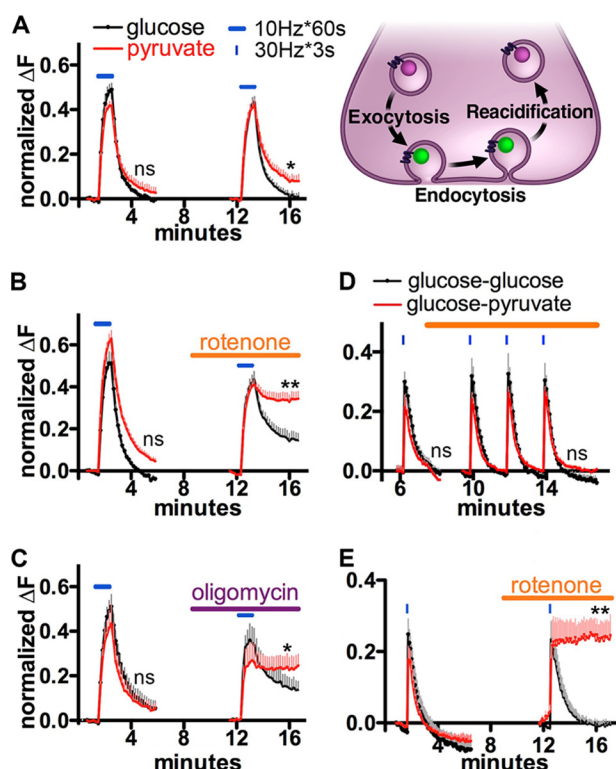 A
glucose
pyruvate
10Hz*60s
30Hz*3s
normalized ΔF
0.6
0.4
0.2
0.0
ns
*
4 8 12 16
minutes
Exocytosis
Reacidification
Endocytosis
B
rotenone
normalized ΔF
0.6
0.4
0.2
0.0
ns
**
4 8 12 16
minutes
D
glucose-glucose
glucose-pyruvate
0.4
0.2
0.0
ns
ns
6 10 14
minutes
C
oligomycin
normalized ΔF
0.6
0.4
0.2
0.0
ns
*
4 8 12 16
minutes
E
rotenone
0.4
0.2
0.0
**
4 8 12 16
minutes